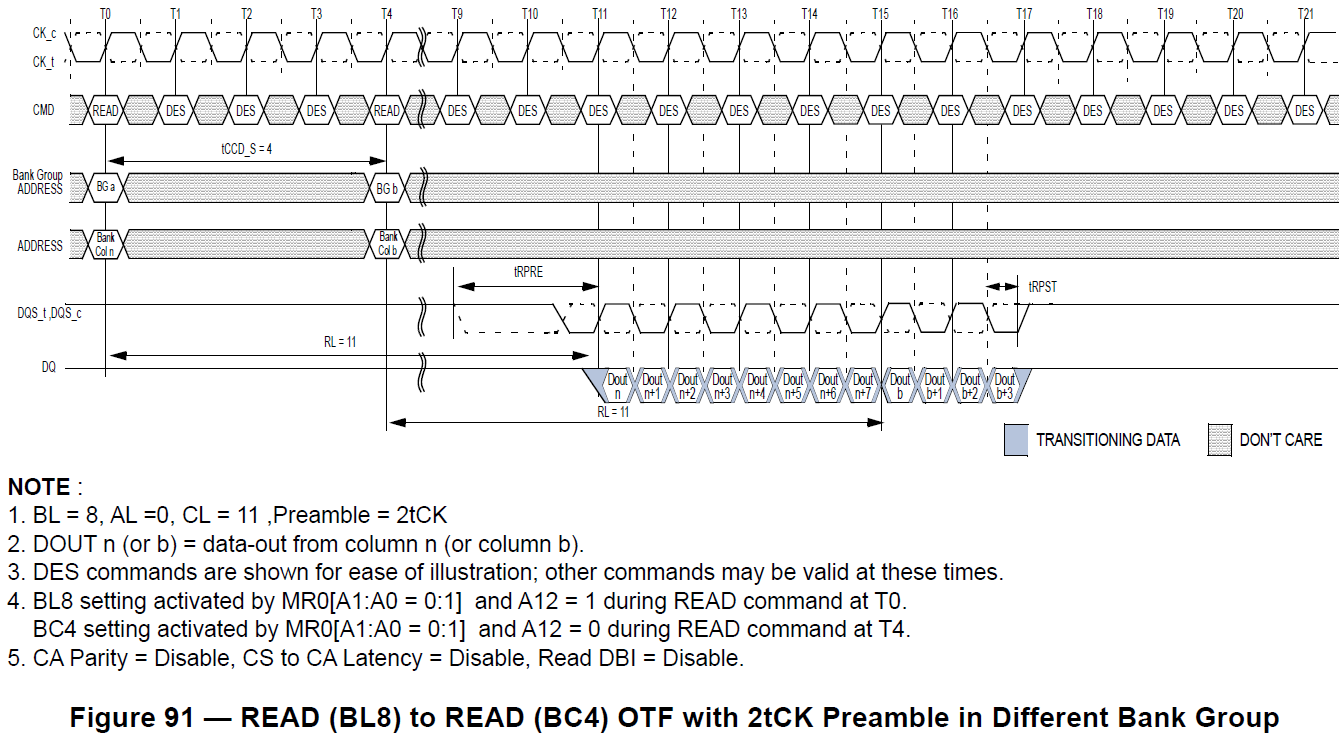 T0 T1 T2 T3 T4 T9 T10 T11 T12 T13 T14 T15 T16 T17 T18 T19 T20 T21
CK_c
CK_t
CMD READ DES DES DES READ DES DES DES DES DES DES DES DES DES DES DES DES DES
tCCD_S = 4
Bank Group
ADDRESS BG a BG b
ADDRESS Bank Col n Bank Col b
tRPRE tRPST
DQS_t ,DQS_c
RL = 11
DQ Dout n Dout n+1 Dout n+2 Dout n+3 Dout n+4 Dout n+5 Dout n+6 Dout n+7 Dout b Dout b+1 Dout b+2 Dout b+3
RL = 11
TRANSITIONING DATA DON'T CARE
NOTE :
1. BL = 8, AL =0, CL = 11 ,Preamble = 2tCK
2. DOUT n (or b) = data-out from column n (or column b).
3. DES commands are shown for ease of illustration; other commands may be valid at these times.
4. BL8 setting activated by MR0[A1:A0 = 0:1] and A12 = 1 during READ command at T0.
BC4 setting activated by MR0[A1:A0 = 0:1] and A12 = 0 during READ command at T4.
5. CA Parity = Disable, CS to CA Latency = Disable, Read DBI = Disable.
Figure 91 — READ (BL8) to READ (BC4) OTF with 2tCK Preamble in Different Bank Group